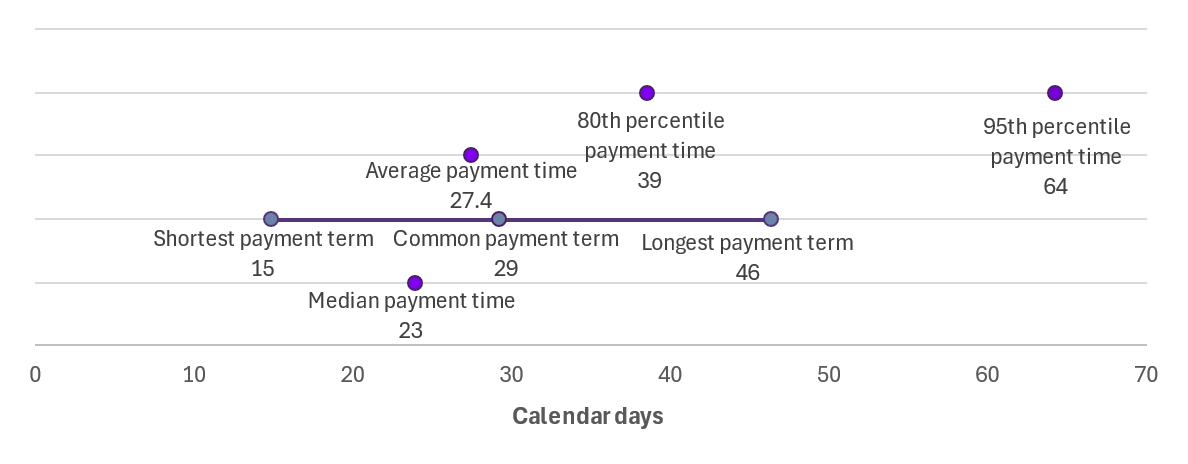 80th percentile
payment time
39
95th percentile
payment time
64
Average payment time
27.4
Shortest payment term
15
Common payment term
29
Longest payment term
46
Median payment time
23
0 10 20 30 40 50 60 70
Calendar days